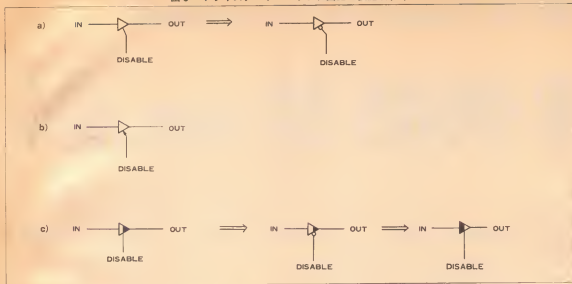 a) IN OUT ⟹ IN OUT
DISABLE DISABLE
b) IN OUT
DISABLE
c) IN OUT ⟹ IN OUT ⟹ IN OUT
DISABLE DISABLE DISABLE